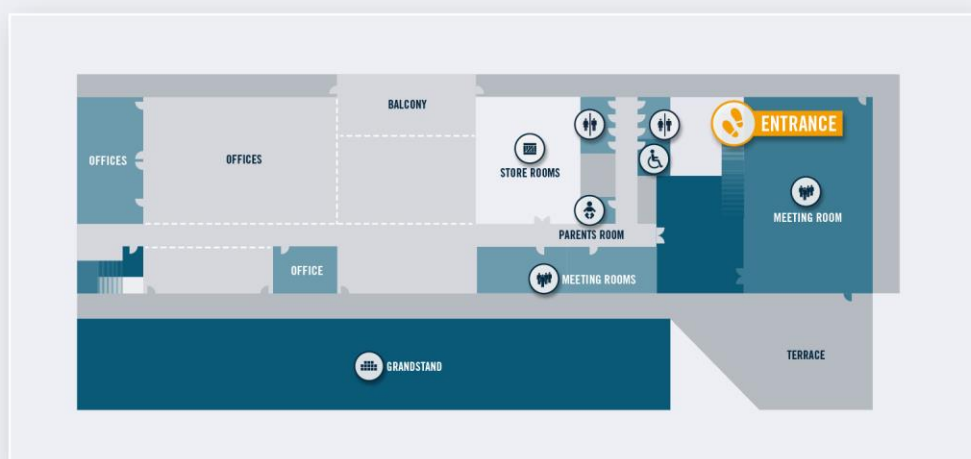 BALCONY
ENTRANCE
OFFICES
OFFICES
STORE ROOMS
MEETING ROOM
PARENTS ROOM
OFFICE
MEETING ROOMS
TERRACE
GRANDSTAND